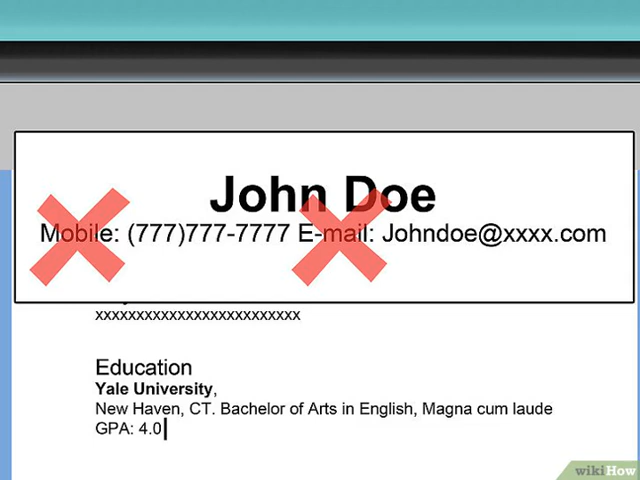 John Doe
Mobile: (777)777-7777 E-mail: Johndoe@xxxx.com
xxxxxxxxxxxxxxxxxxxxxxxxx
Education
Yale University,
New Haven, CT. Bachelor of Arts in English, Magna cum laude
GPA: 4.0
wikiHow